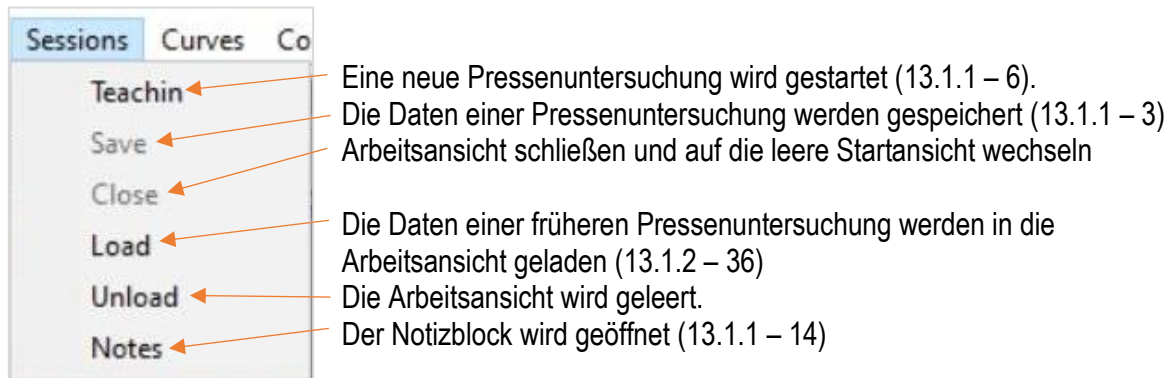 Sessions Curves Co
Teachin
Eine neue Pressenuntersuchung wird gestartet (13.1.1 – 6).
Save
Die Daten einer Pressenuntersuchung werden gespeichert (13.1.1 – 3)
Close
Arbeitsansicht schließen und auf die leere Startansicht wechseln
Load
Die Daten einer früheren Pressenuntersuchung werden in die
Arbeitsansicht geladen (13.1.2 – 36)
Unload
Die Arbeitsansicht wird geleert.
Notes
Der Notizblock wird geöffnet (13.1.1 – 14)